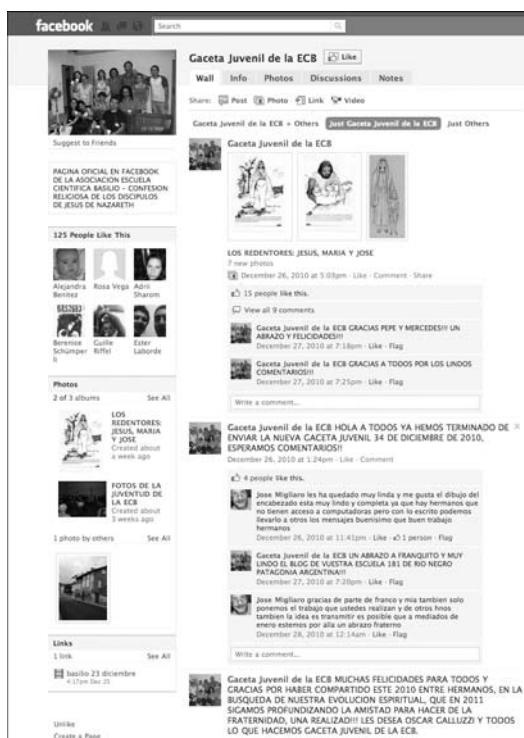 facebook
Search
Gaceta Juvenil de la ECB
Like
Wall Info Photos Discussions Notes
Share: Post Photo Link Video
Gaceta Juvenil de la ECB + Others Just Gaceta Juvenil de la ECB Just Others
Suggest to Friends
PAGINA OFICIAL EN FACEBOOK
DE LA ASOCIACION ESCUELA
CIENTIFICA BASILIO - CONFESION
RELIGIOSA DE LOS DISCIPULOS
DE JESUS DE NAZARETH
125 People Like This
Alejandra
Benitez
Rosa Vega
Adrii
Sharom
Berenice
Schümper
li
Guille
Riffel
Ester
Laborde
Photos
2 of 3 albums See All
LOS
REDENTORES:
JESUS, MARIA
Y JOSE
Created about
a week ago
FOTOS DE LA
JUVENTUD DE
LA ECB
Created about
3 weeks ago
1 photo by others See All
Links
1 link See All
basilio 23 diciembre
4:17pm Dec 25
Unlike
Create a Page
Gaceta Juvenil de la ECB
LOS REDENTORES: JESUS, MARIA Y JOSE
7 new photos
December 26, 2010 at 5:03pm · Like · Comment · Share
15 people like this.
View all 9 comments
Gaceta Juvenil de la ECB GRACIAS PEPE Y MERCEDES!!! UN
ABRAZO Y FELICIDADES!!!
December 27, 2010 at 7:18pm · Like · Flag
Gaceta Juvenil de la ECB GRACIAS A TODOS POR LOS LINDOS
COMENTARIOS!!!
December 27, 2010 at 7:25pm · Like · Flag
Write a comment...
Gaceta Juvenil de la ECB HOLA A TODOS YA HEMOS TERMINADO DE
ENVIAR LA NUEVA GACETA JUVENIL 34 DE DICIEMBRE DE 2010,
ESPERAMOS COMENTARIOS!!
December 26, 2010 at 1:24pm · Like · Comment
4 people like this.
Jose Migliaro les ha quedado muy linda y me gusta el dibujo del
encabezado esta muy lindo y completa ya que hay hermanos que
no tienen acceso a computadoras pero con lo escrito podemos
llevarlo a otros los mensajes buenisimo que buen trabajo
hermanos
December 26, 2010 at 11:41pm · Like · 1 person · Flag
Gaceta Juvenil de la ECB UN ABRAZO A FRANQUITO Y MUY
LINDO EL BLOG DE VUESTRA ESCUELA 181 DE RIO NEGRO
PATAGONIA ARGENTINA!!!
December 27, 2010 at 7:20pm · Like · Flag
Jose Migliaro gracias de parte de franco y mia tambien solo
ponemos el trabajo que ustedes realizan y de otros hnos
tambien la idea es transmitir es posible que a mediados de
enero estemos por alla un abrazo fraterno
December 28, 2010 at 12:14am · Like · Flag
Write a comment...
Gaceta Juvenil de la ECB MUCHAS FELICIDADES PARA TODOS Y
GRACIAS POR HABER COMPARTIDO ESTE 2010 ENTRE HERMANOS, EN LA
BUSQUEDA DE NUESTRA EVOLUCION ESPIRITUAL, QUE EN 2011
SIGAMOS PROFUNDIZANDO LA AMISTAD PARA HACER DE LA
FRATERNIDAD, UNA REALIZAD!!! LES DESEA OSCAR GALLUZZI Y TODOS
LO QUE HACEMOS GACETA JUVENIL DE LA ECB.